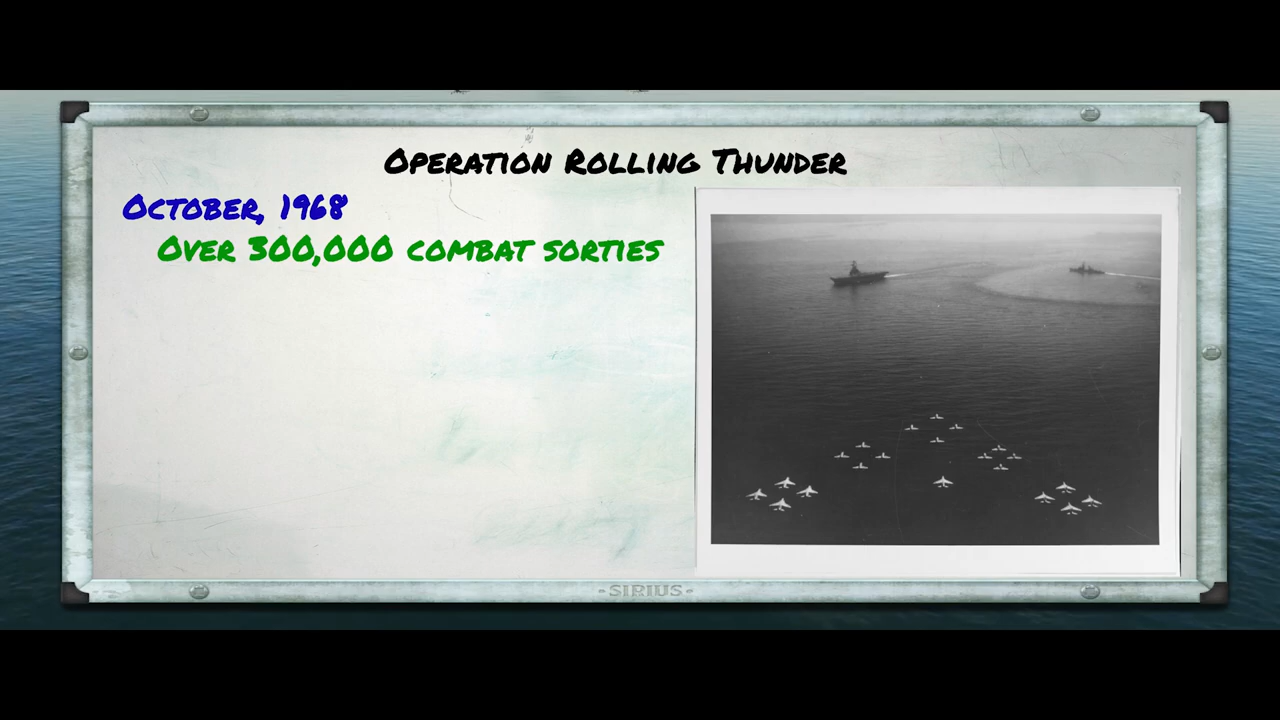 Operation Rolling Thunder
October, 1968
Over 300,000 combat sorties
-SIRIUS-